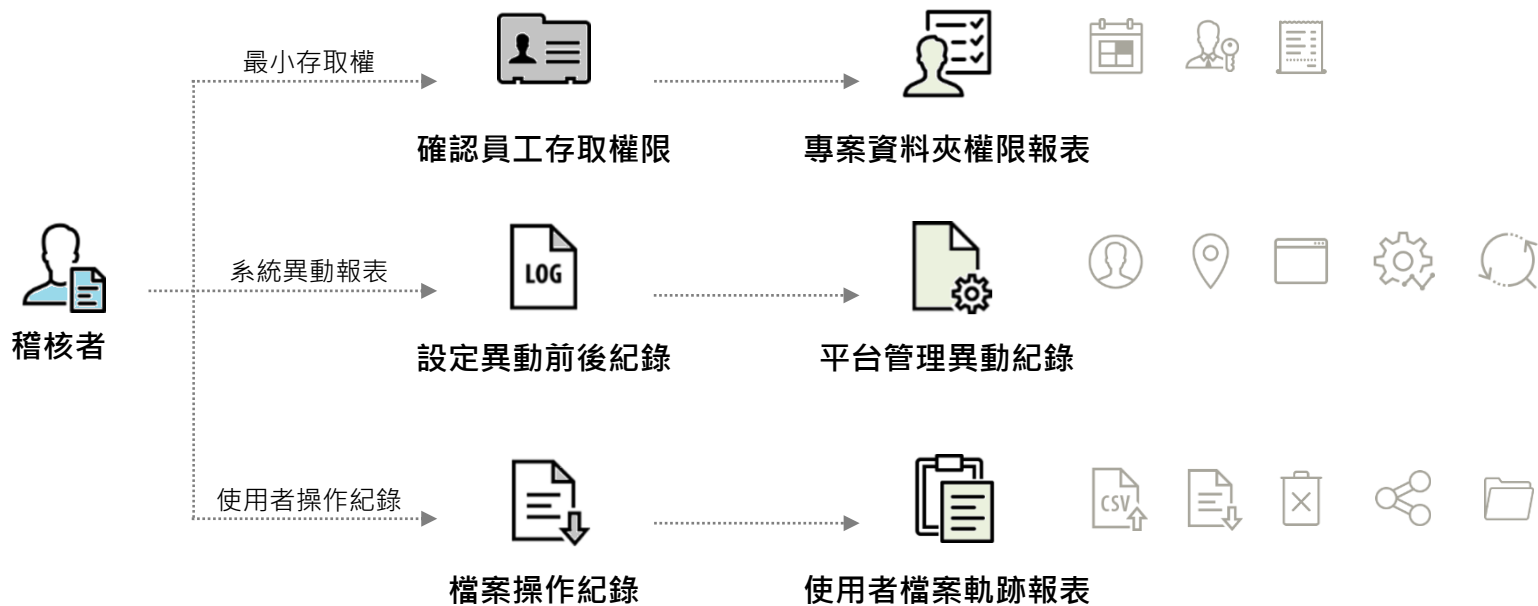 最小存取權
確認員工存取權限
專案資料夾權限報表
稽核者
系統異動報表
LOG
設定異動前後紀錄
平台管理異動紀錄
使用者操作紀錄
CSV
檔案操作紀錄
使用者檔案軌跡報表